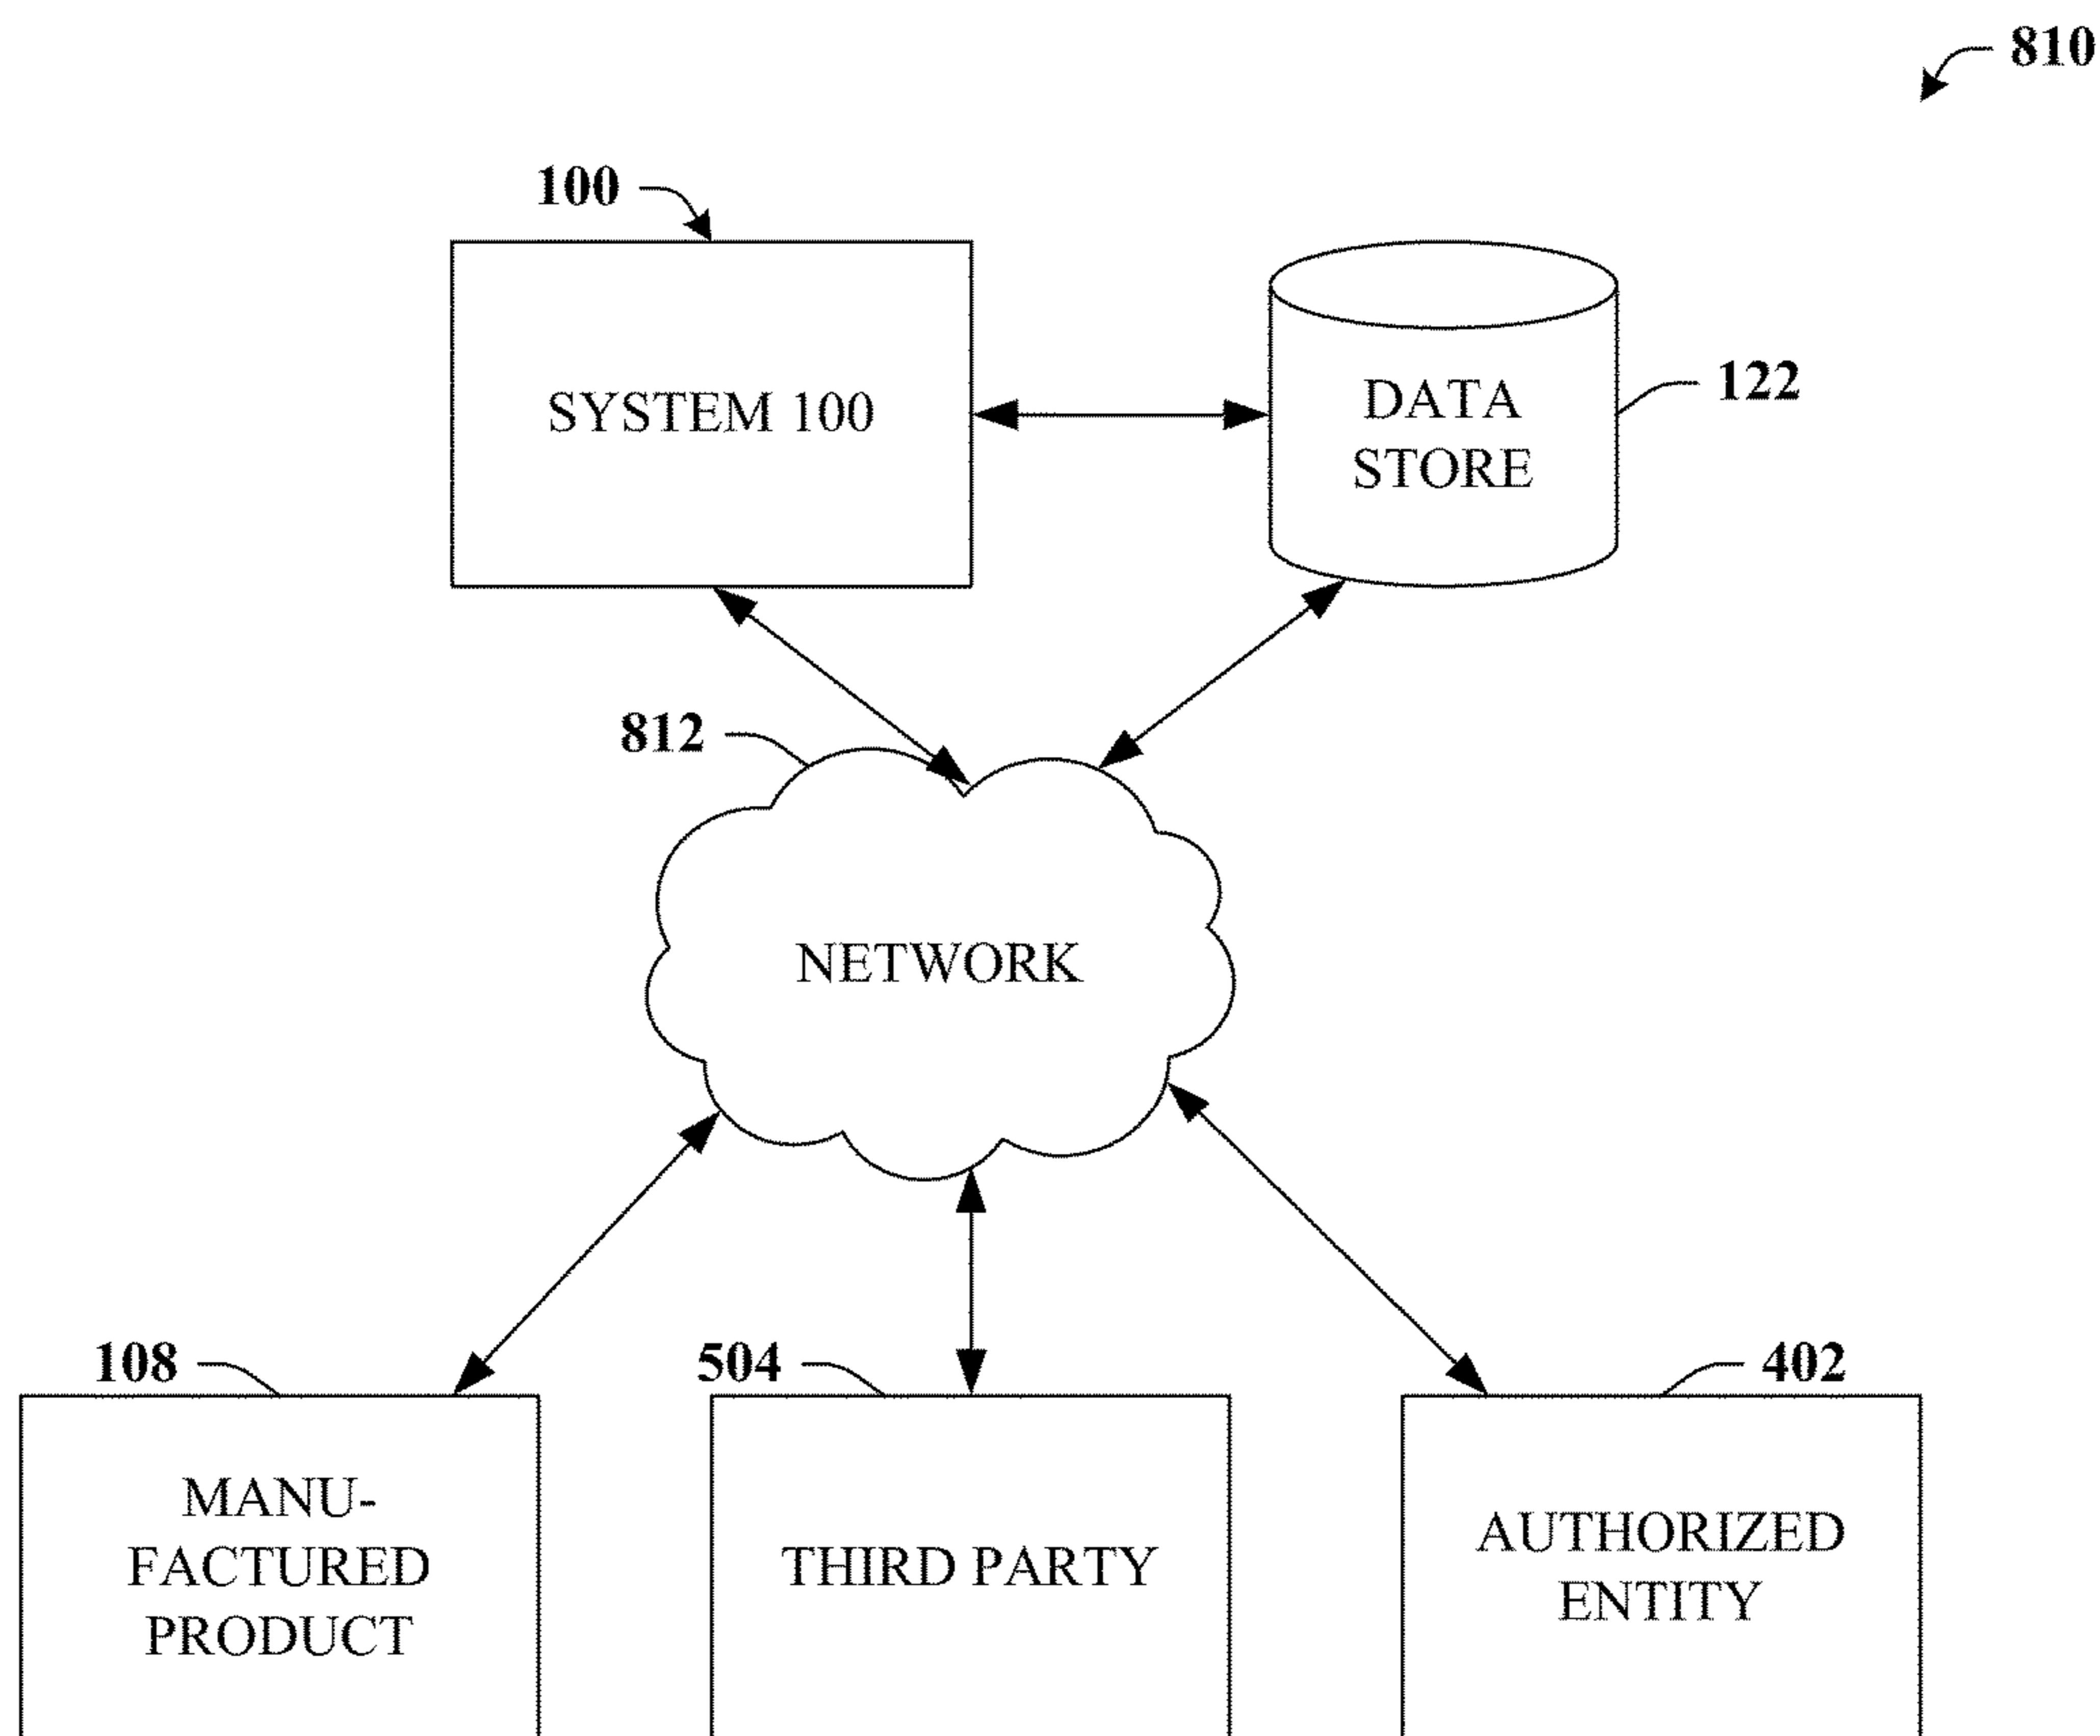 810
100
SYSTEM 100
DATA
STORE
122
812
NETWORK
108
504
402
MANU-
FACTURED
PRODUCT
THIRD PARTY
AUTHORIZED
ENTITY